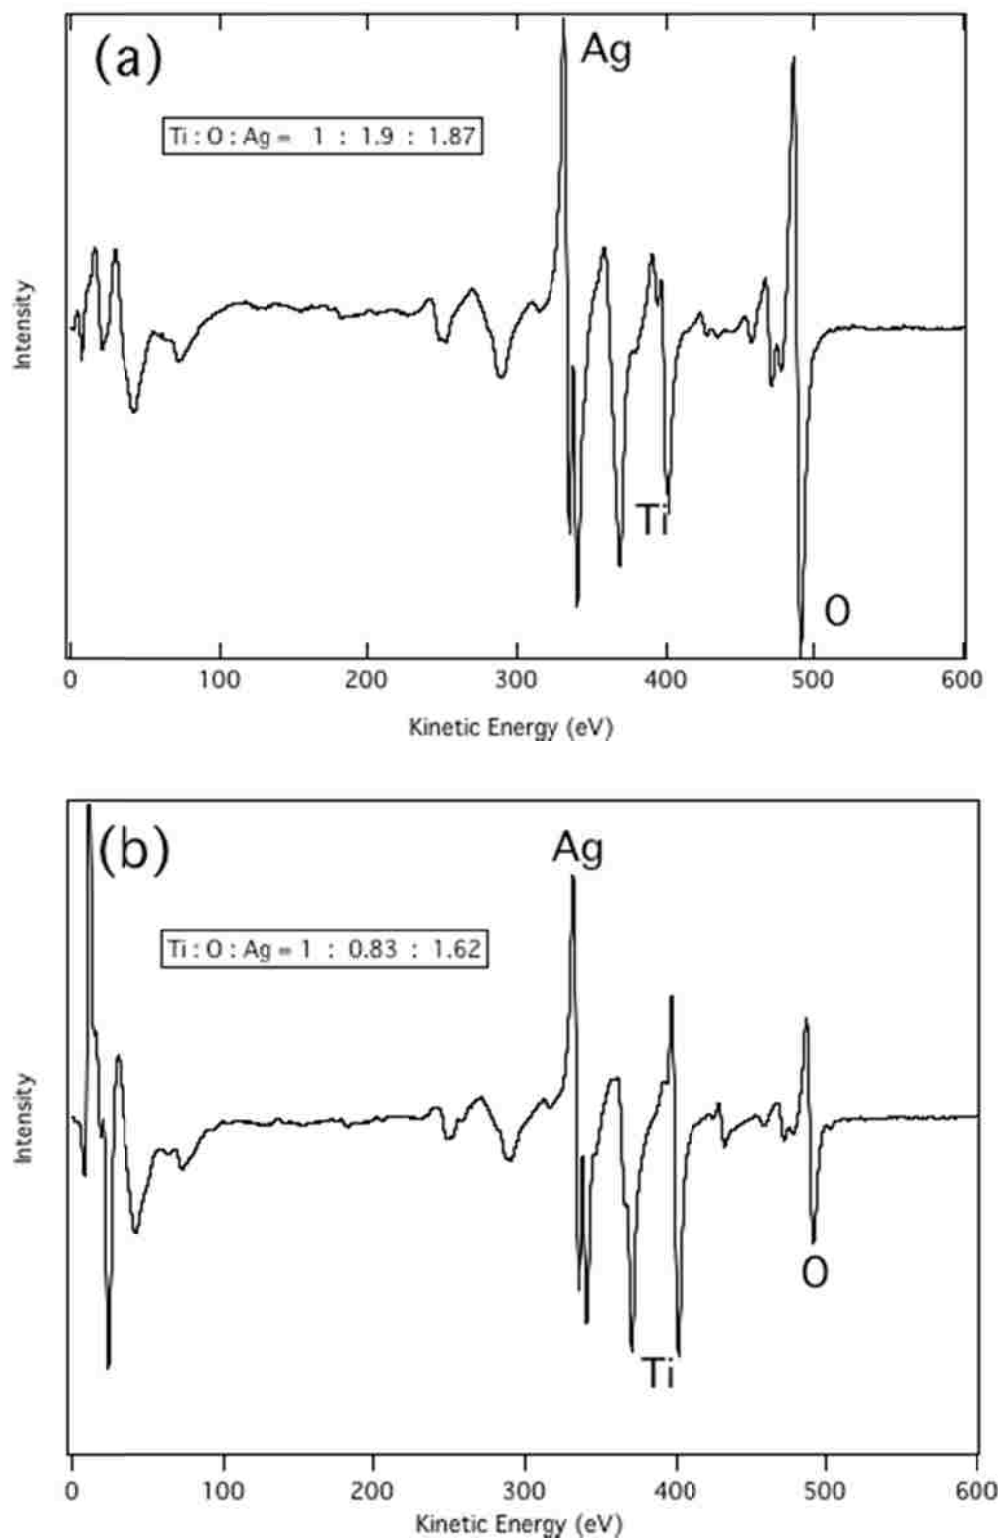 (a)
Ag
Ti : O : Ag = 1 : 1.9 : 1.87
Intensity
Ti
O
0 100 200 300 400 500 600
Kinetic Energy (eV)
(b)
Ag
Ti : O : Ag = 1 : 0.83 : 1.62
Intensity
O
Ti
0 100 200 300 400 500 600
Kinetic Energy (eV)